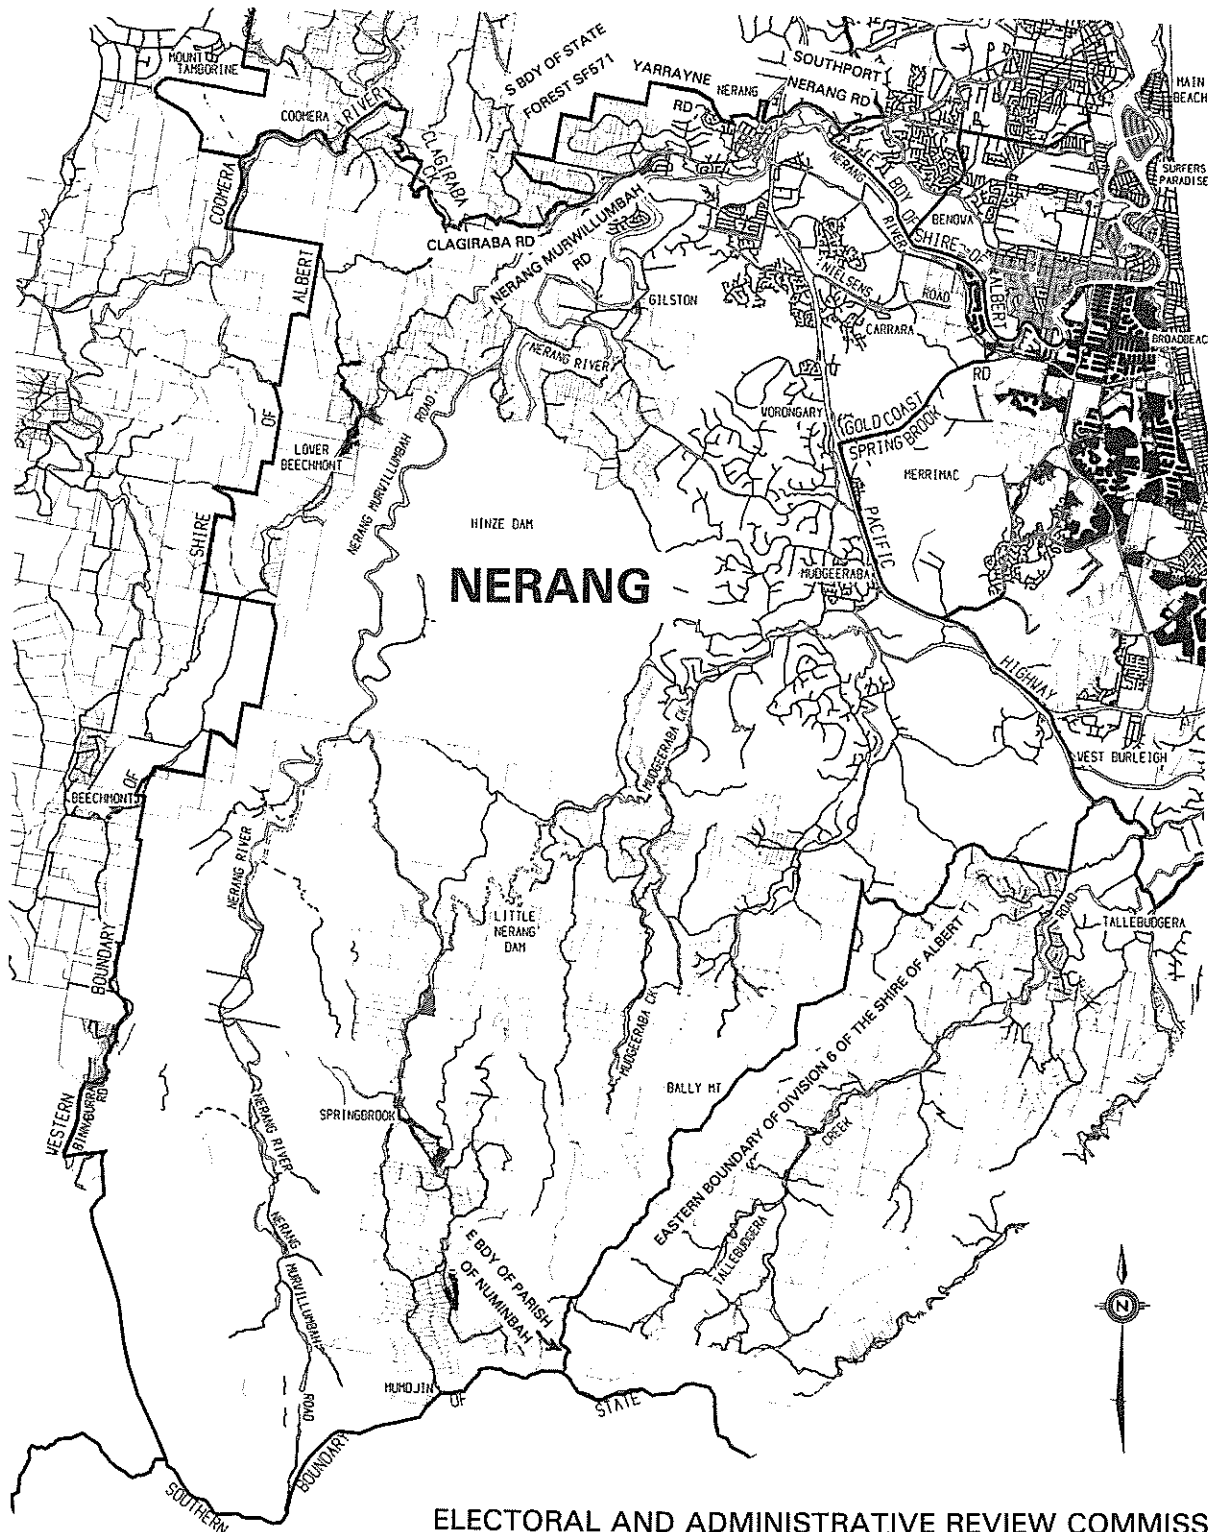 MOUNT
TAMBORINE
COOMERA
RIVER
S BDY OF STATE
FOREST SF571
YARRAYNE
RD
NERANG
SOUTHPORT
NERANG RD
MAIN
BEACH
SURFERS
PARADISE
COOMERA
CLAGIRABA
CK
CLAGIRABA RD
NERANG MURWILLUMBAH
RD
NERANG
RIVER
BDY OF
SHIRE OF
ALBERT
BENOWA
NIELSENS
ROAD
CARRARA
GILSTON
NERANG RIVER
BROADBEAC
RD
GOLD COAST
SPRINGBROOK
WORONGARY
MERRIMAC
ALBERT
OF
SHIRE
LOWER
BEECHMONT
NERANG MURWILLUMBAH
ROAD
HINZE DAM
NERANG
PACIFIC
MUDGEERABA
HIGHWAY
WEST BURLEIGH
MUDGEERABA CK
BEECHMONT
OF
NERANG RIVER
LITTLE
NERANG
DAM
ROAD
TALLEBUDGERA
BOUNDARY
MUDGEERABA CK
EASTERN BOUNDARY OF DIVISION 6 OF THE SHIRE OF ALBERT
BALLY MT
WESTERN
BINNABURRA
RD
SPRINGBROOK
NERANG RIVER
CREEK
TALLEBUDGERA
NERANG
MURWILLUMBAH
ROAD
E BDY OF PARISH
OF NUMINBAH
N
MUMDJIN
OF
STATE
BOUNDARY
SOUTHERN
ELECTORAL AND ADMINISTRATIVE REVIEW COMMISS